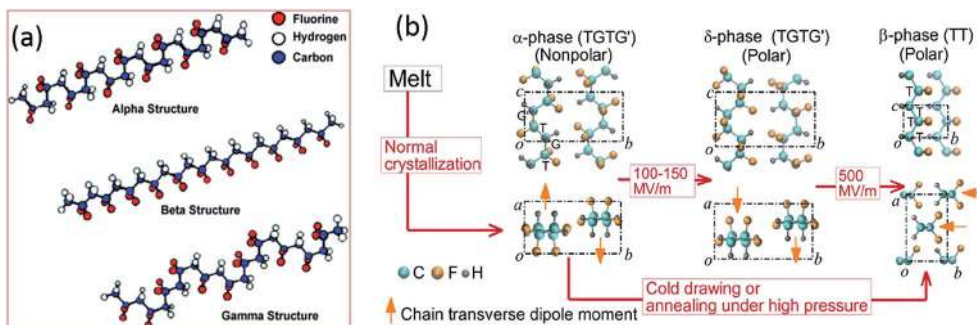 (a)
Fluorine
Hydrogen
Carbon
Alpha Structure
Beta Structure
Gamma Structure
(b)
α-phase (TGTG')
(Nonpolar)
δ-phase (TGTG')
(Polar)
β-phase (TT)
(Polar)
Melt
Normal
crystallization
c
G
T
G
T
o
b
c
o
b
T
c
T
T
T
o
b
100-150
MV/m
500
MV/m
a
o
b
a
o
b
a
o
b
C F H
Chain transverse dipole moment
Cold drawing or
annealing under high pressure